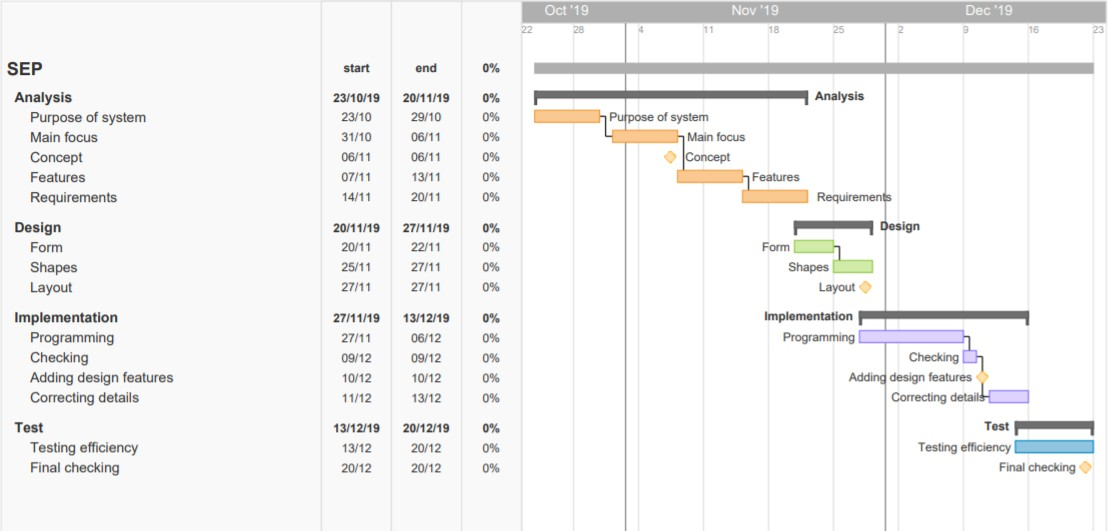 Oct '19 Nov '19 Dec '19
22 28 4 11 18 25 2 9 16 23
SEP start end 0%
Analysis 23/10/19 20/11/19 0% Analysis
Purpose of system 23/10 29/10 0% Purpose of system
Main focus 31/10 06/11 0% Main focus
Concept 06/11 06/11 0% Concept
Features 07/11 13/11 0% Features
Requirements 14/11 20/11 0% Requirements
Design 20/11/19 27/11/19 0% Design
Form 20/11 22/11 0% Form
Shapes 25/11 27/11 0% Shapes
Layout 27/11 27/11 0% Layout
Implementation 27/11/19 13/12/19 0% Implementation
Programming 27/11 06/12 0% Programming
Checking 09/12 09/12 0% Checking
Adding design features 10/12 10/12 0% Adding design features
Correcting details 11/12 13/12 0% Correcting details
Test 13/12/19 20/12/19 0% Test
Testing efficiency 13/12 20/12 0% Testing efficiency
Final checking 20/12 20/12 0% Final checking